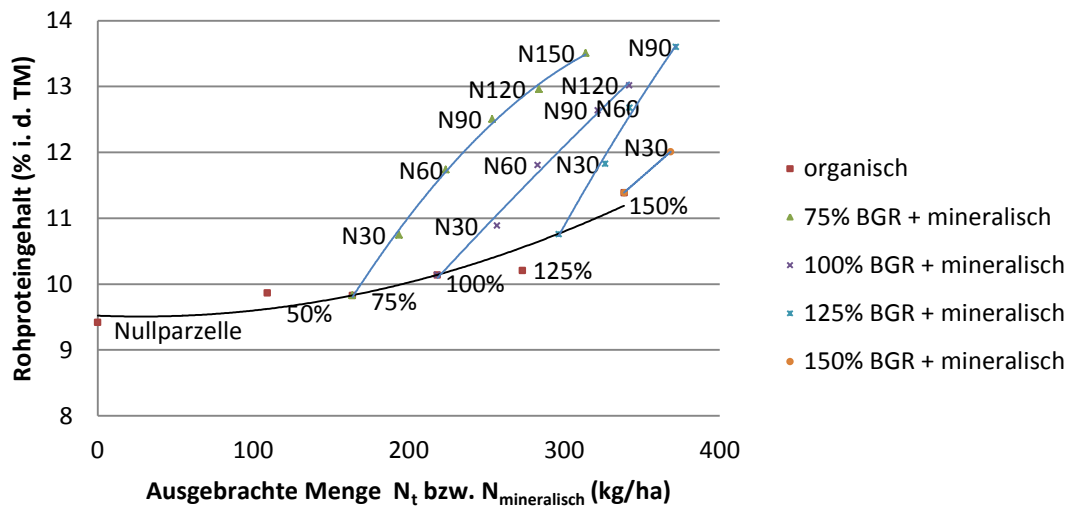 14
13
12
11
10
9
8
0
100
200
300
400
Rohproteingehalt (% i. d. TM)
Ausgebrachte Menge Nt bzw. Nmineralisch (kg/ha)
Nullparzelle
50%
75%
100%
125%
150%
N30
N60
N90
N120
N150
N30
N60
N90
N120
N30
N60
N90
N30
organisch
75% BGR + mineralisch
100% BGR + mineralisch
125% BGR + mineralisch
150% BGR + mineralisch